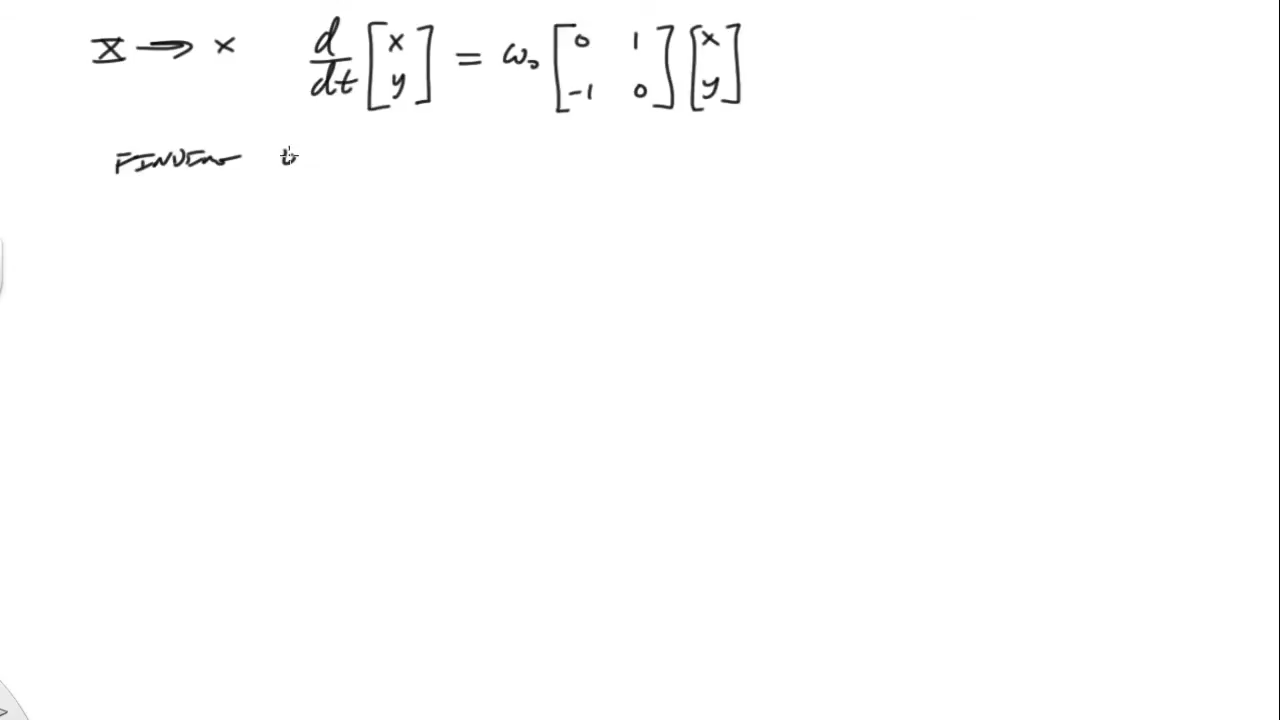 X → x d/dt [x y] = ω₀ [0 1 -1 0] [x y]
FINDING